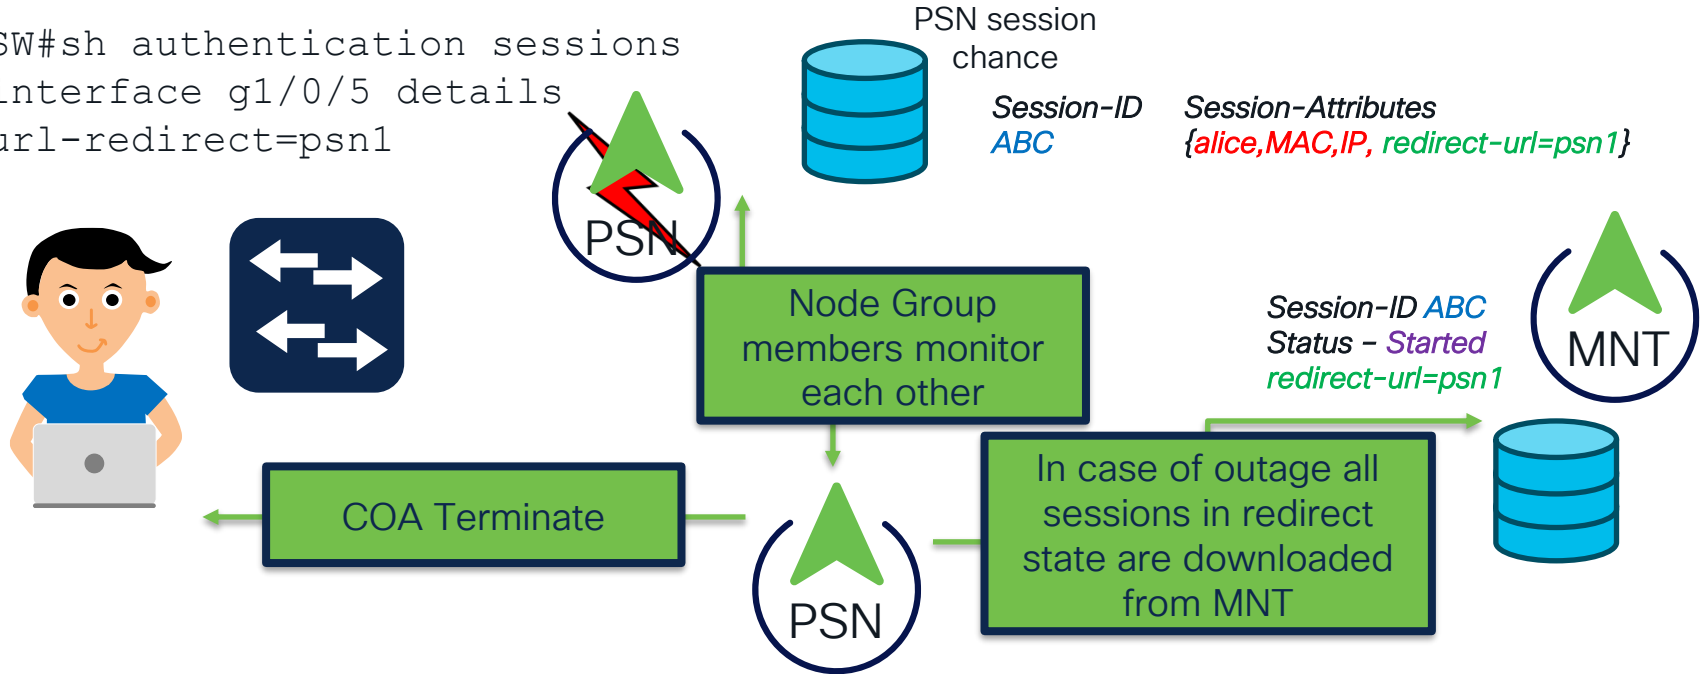 SW#sh authentication sessions
interface g1/0/5 details
url-redirect=psn1
PSN session
chance
Session-ID Session-Attributes
ABC {alice,MAC,IP, redirect-url=psn1}
PSN
Node Group
members monitor
each other
Session-ID ABC
Status - Started
redirect-url=psn1
MNT
COA Terminate
In case of outage all
sessions in redirect
state are downloaded
from MNT
PSN